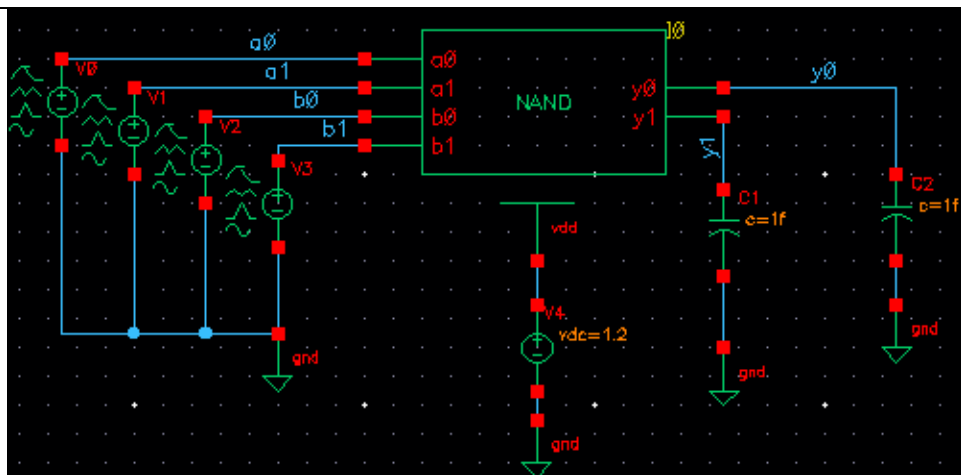 a0
I0
V0
a0
y0
a1
a1
y0
V1
NAND
b0
b0
y1
V2
b1
b1
y1
V3
C2
C1
c=1f
c=1f
vdd
V4
vdc=1.2
gnd
gnd
gnd
gnd